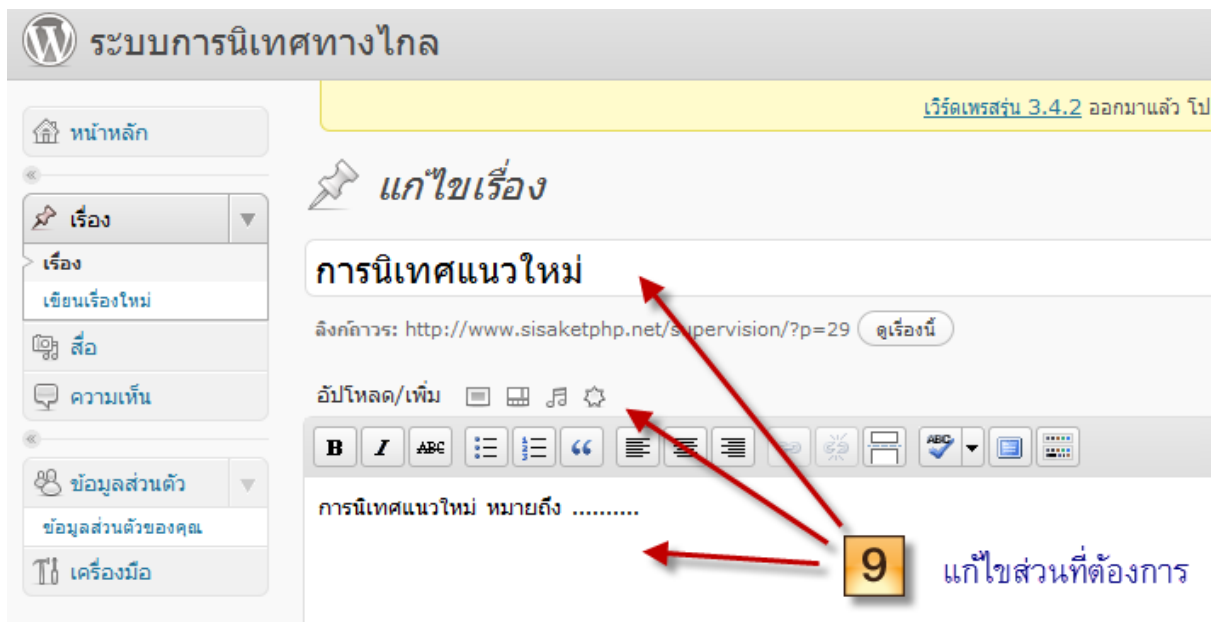 ระบบการนิเทศทางไกล
เวิร์ดเพรสรุ่น 3.4.2 ออกมาแล้ว โป
หน้าหลัก
แก้ไขเรื่อง
เรื่อง
เรื่อง
เขียนเรื่องใหม่
สื่อ
ความเห็น
ข้อมูลส่วนตัว
ข้อมูลส่วนตัวของคุณ
เครื่องมือ
การนิเทศแนวใหม่
ลิงก์ถาวร: http://www.sisaketphp.net/supervision/?p=29 ดูเรื่องนี้
อัปโหลด/เพิ่ม
B I ABC ABC
การนิเทศแนวใหม่ หมายถึง ..........
9 แก้ไขส่วนที่ต้องการ